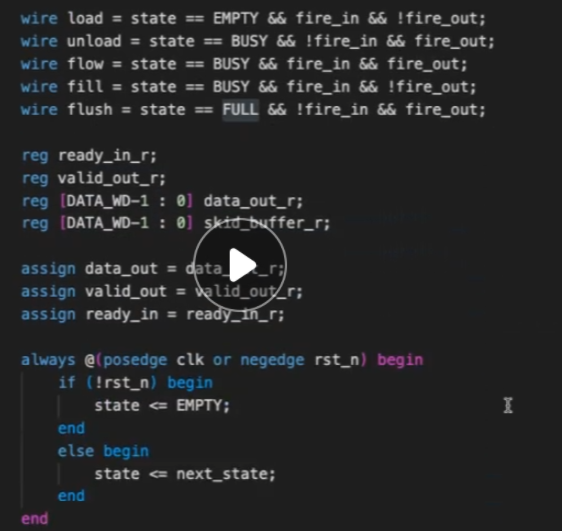 wire load = state == EMPTY && fire_in && !fire_out;
wire unload = state == BUSY && !fire_in && fire_out;
wire flow = state == BUSY && fire_in && fire_out;
wire fill = state == BUSY && fire_in && !fire_out;
wire flush = state == FULL && !fire_in && fire_out;
reg ready_in_r;
reg valid_out_r;
reg [DATA_WD-1 : 0] data_out_r;
reg [DATA_WD-1 : 0] skid_buffer_r;
assign data_out = data_out_r;
assign valid_out = valid_out_r;
assign ready_in = ready_in_r;
always @(posedge clk or negedge rst_n) begin
if (!rst_n) begin
state <= EMPTY;
end
else begin
state <= next_state;
end
end